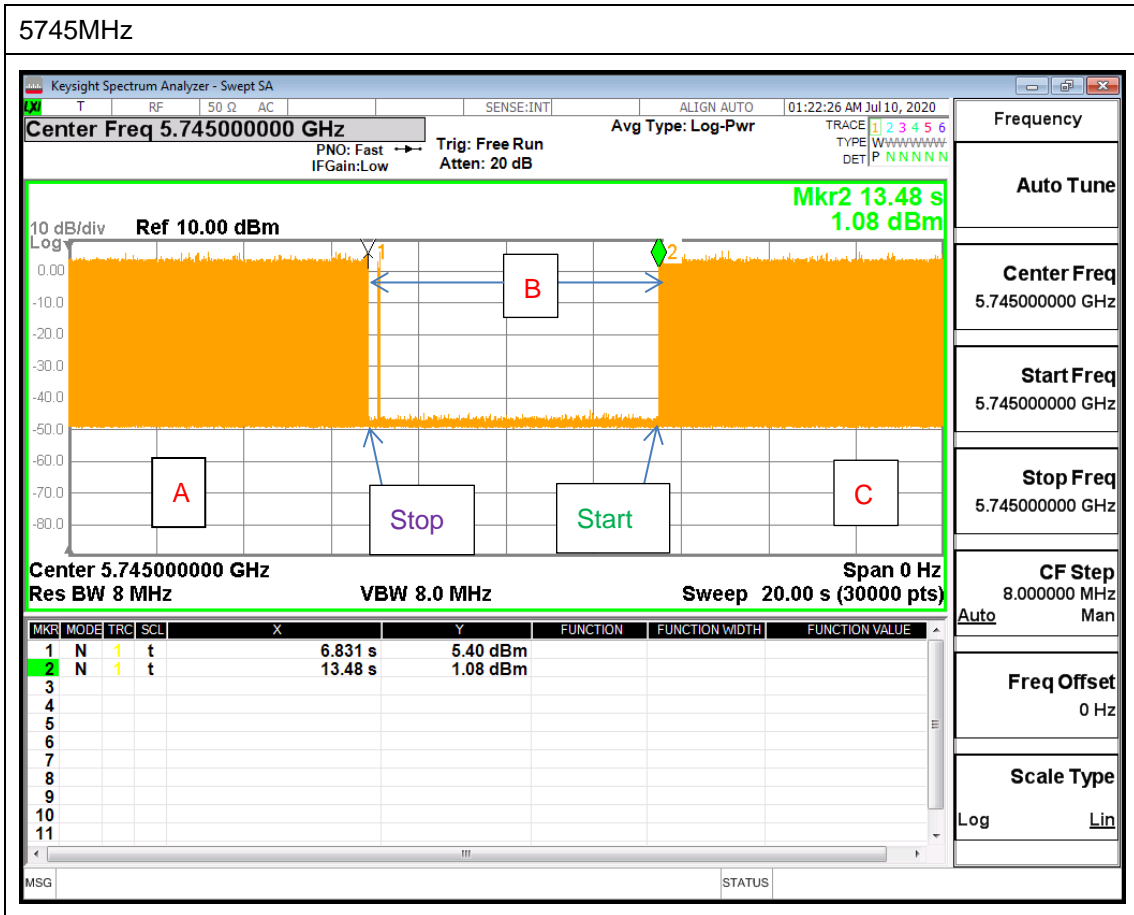 5745MHz
Keysight Spectrum Analyzer - Swept SA
LXI T RF 50 Ω AC SENSE:INT ALIGN AUTO 01:22:26 AM Jul 10, 2020
Center Freq 5.745000000 GHz
PNO: Fast
IFGain:Low
Trig: Free Run
Atten: 20 dB
Avg Type: Log-Pwr
TRACE 1 2 3 4 5 6
TYPE WWWWWWW
DET P N N N N N
Mkr2 13.48 s
1.08 dBm
10 dB/div Ref 10.00 dBm
Log
0.00
-10.0
-20.0
-30.0
-40.0
-50.0
-60.0
-70.0
-80.0
1
2
B
A
Stop
Start
C
Center 5.745000000 GHz Span 0 Hz
Res BW 8 MHz VBW 8.0 MHz Sweep 20.00 s (30000 pts)
MKR MODE TRC SCL X Y FUNCTION FUNCTION WIDTH FUNCTION VALUE
1 N 1 t 6.831 s 5.40 dBm
2 N 1 t 13.48 s 1.08 dBm
3
4
5
6
7
8
9
10
11
MSG STATUS
Frequency
Auto Tune
Center Freq
5.745000000 GHz
Start Freq
5.745000000 GHz
Stop Freq
5.745000000 GHz
CF Step
8.000000 MHz
Auto Man
Freq Offset
0 Hz
Scale Type
Log Lin